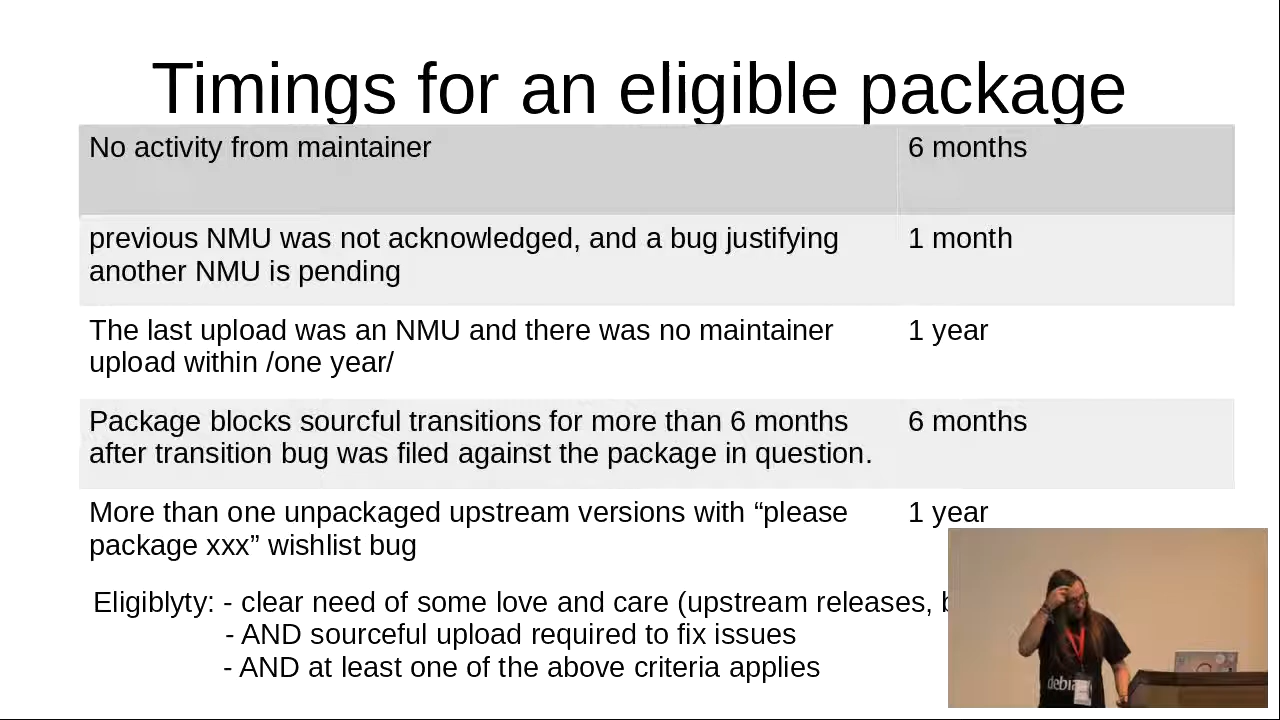 Timings for an eligible package
No activity from maintainer 6 months
previous NMU was not acknowledged, and a bug justifying 1 month
another NMU is pending
The last upload was an NMU and there was no maintainer 1 year
upload within /one year/
Package blocks sourcful transitions for more than 6 months 6 months
after transition bug was filed against the package in question.
More than one unpackaged upstream versions with “please 1 year
package xxx” wishlist bug
Eligiblyty: - clear need of some love and care (upstream releases,
- AND sourceful upload required to fix issues
- AND at least one of the above criteria applies
debia